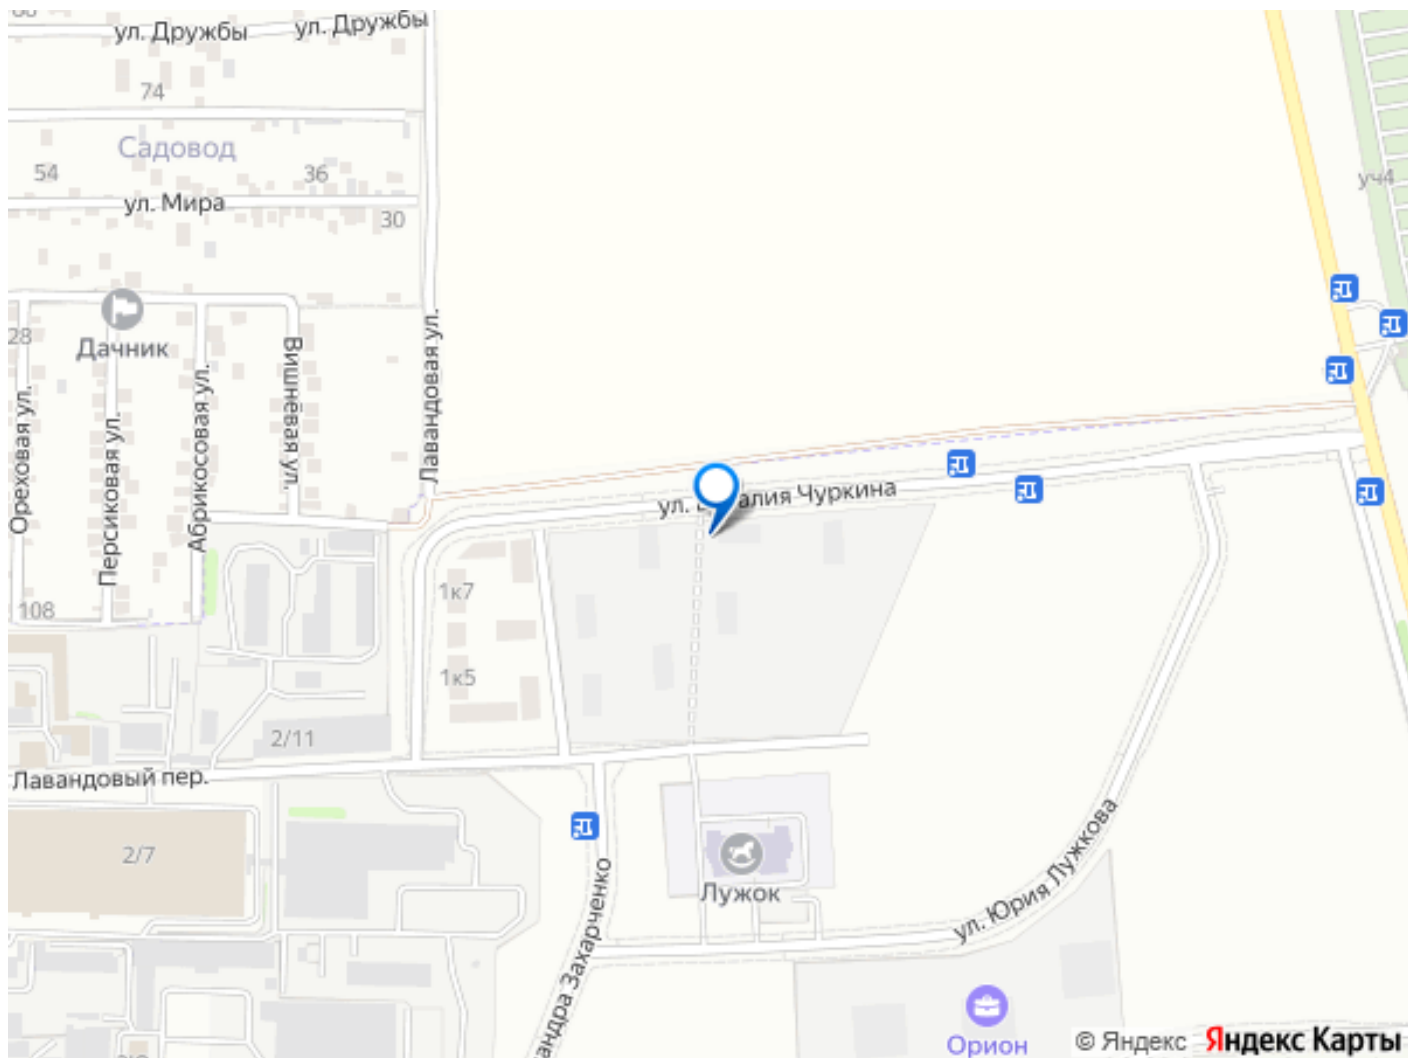 ул. Дружбы
ул. Дружбы
74
Садовод
54
36
ул. Мира
30
уч4
28
Дачник
Вишнёвая ул.
Лавандовая ул.
Ореховая ул.
Персиковая ул.
Абрикосовая ул.
ул.
алия Чуркина
108
1к7
1к5
2/11
Лавандовый пер.
2/7
Лужок
андра Захарченко
ул. Юрия Лужкова
Орион
© Яндекс Яндекс Карты